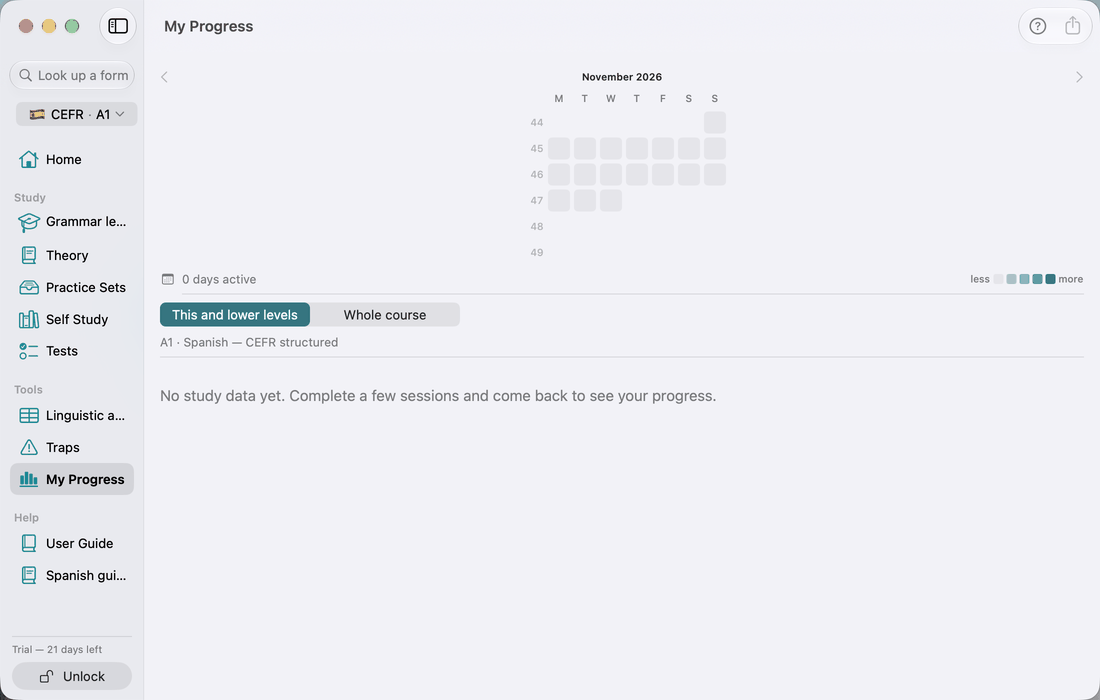 My Progress
Look up a form
CEFR · A1
Home
Study
Grammar le...
Theory
Practice Sets
Self Study
Tests
Tools
Linguistic a...
Traps
My Progress
Help
User Guide
Spanish gui...
Trial — 21 days left
Unlock
November 2026
M T W T F S S
44
45
46
47
48
49
0 days active
less more
This and lower levels Whole course
A1 · Spanish — CEFR structured
No study data yet. Complete a few sessions and come back to see your progress.